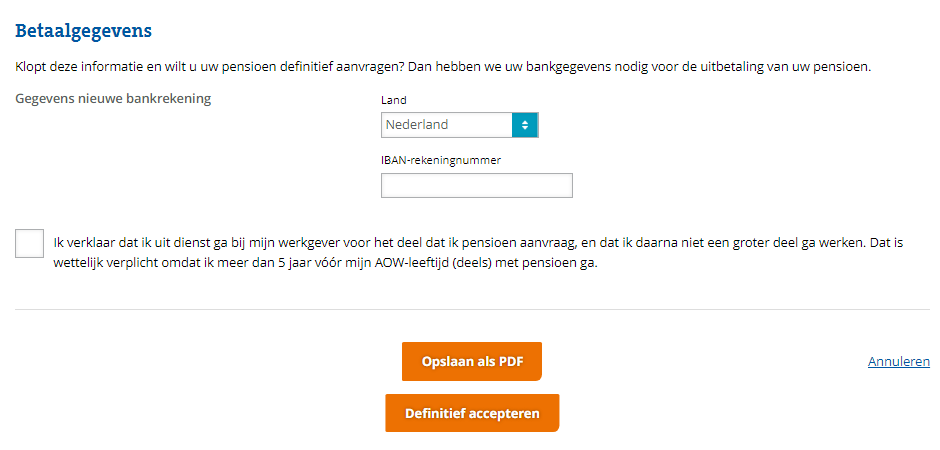 Betaalgegevens
Klopt deze informatie en wilt u uw pensioen definitief aanvragen? Dan hebben we uw bankgegevens nodig voor de uitbetaling van uw pensioen.
Gegevens nieuwe bankrekening
Land
Nederland
IBAN-rekeningnummer
Ik verklaar dat ik uit dienst ga bij mijn werkgever voor het deel dat ik pensioen aanvraag, en dat ik daarna niet een groter deel ga werken. Dat is
wettelijk verplicht omdat ik meer dan 5 jaar vóór mijn AOW-leeftijd (deels) met pensioen ga.
Opslaan als PDF
Annuleren
Definitief accepteren